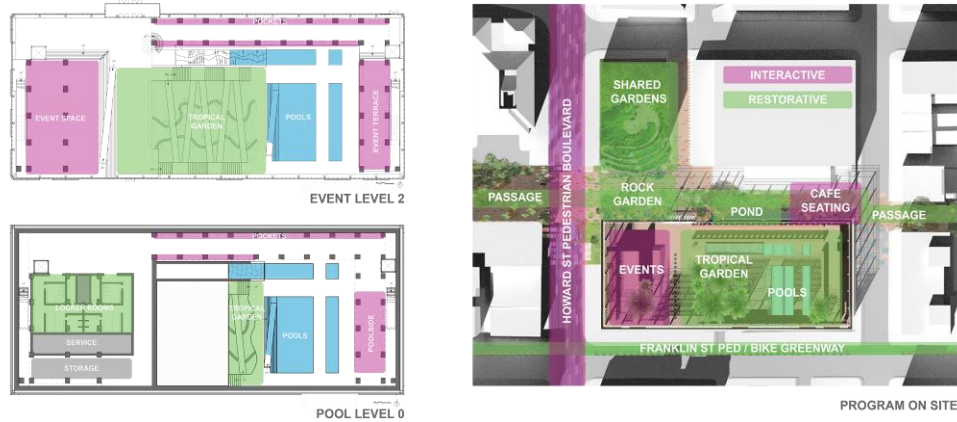 POCKETS
EVENT SPACE
TROPICAL
GARDEN
POOLS
EVENT TERRACE
EVENT LEVEL 2
POCKETS
LOCKER ROOMS
TROPICAL
GARDEN
POOLS
POOLSIDE
SERVICE
STORAGE
POOL LEVEL 0
HOWARD ST PEDESTRIAN BOULEVARD
SHARED
GARDENS
INTERACTIVE
RESTORATIVE
PASSAGE
ROCK
GARDEN
POND
CAFE
SEATING
PASSAGE
EVENTS
TROPICAL
GARDEN
POOLS
FRANKLIN ST PED / BIKE GREENWAY
PROGRAM ON SITE